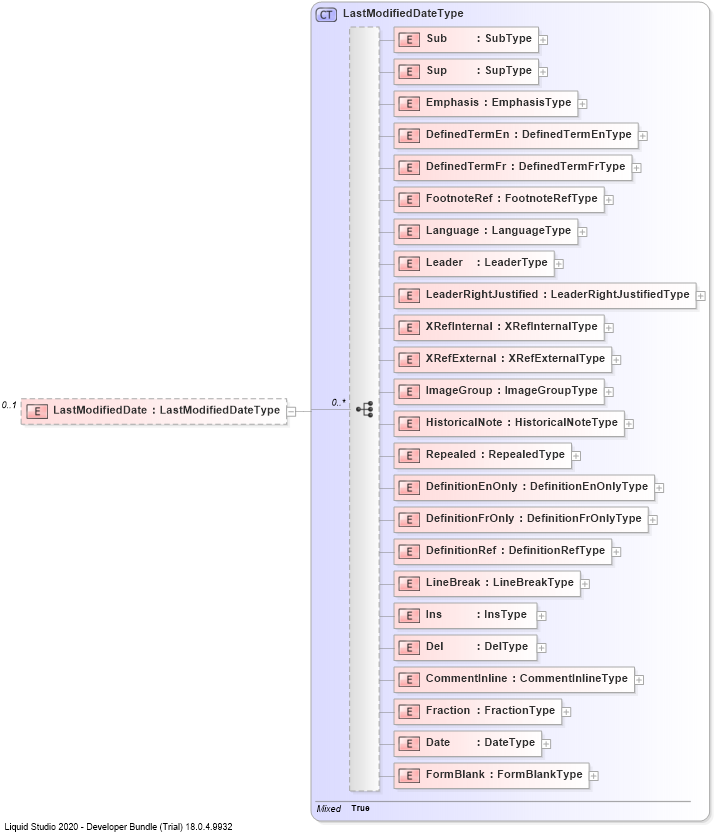 CT LastModifiedDateType
E Sub : SubType
E Sup : SupType
E Emphasis : EmphasisType
E DefinedTermEn : DefinedTermEnType
E DefinedTermFr : DefinedTermFrType
E FootnoteRef : FootnoteRefType
E Language : LanguageType
E Leader : LeaderType
E LeaderRightJustified : LeaderRightJustifiedType
E XRefInternal : XRefInternalType
E XRefExternal : XRefExternalType
E ImageGroup : ImageGroupType
0..1 E LastModifiedDate : LastModifiedDateType 0..*
E HistoricalNote : HistoricalNoteType
E Repealed : RepealedType
E DefinitionEnOnly : DefinitionEnOnlyType
E DefinitionFrOnly : DefinitionFrOnlyType
E DefinitionRef : DefinitionRefType
E LineBreak : LineBreakType
E Ins : InsType
E Del : DelType
E CommentInline : CommentInlineType
E Fraction : FractionType
E Date : DateType
E FormBlank : FormBlankType
Mixed True
Liquid Studio 2020 - Developer Bundle (Trial) 18.0.4.9932